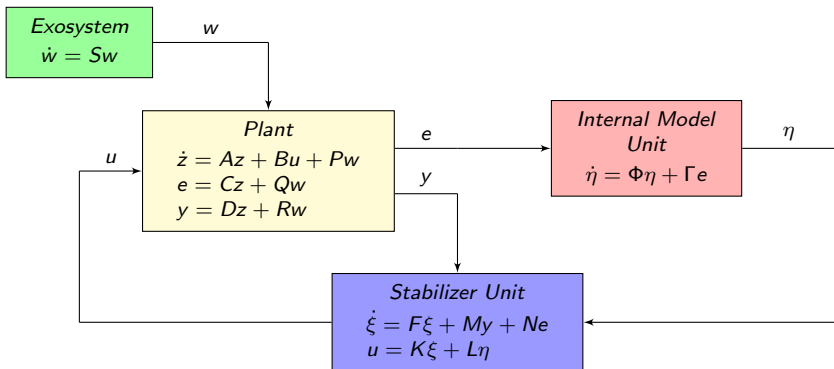 Exosystem
ẇ = Sw
w
Plant
ż = Az + Bu + Pw
e = Cz + Qw
y = Dz + Rw
u
e
y
Internal Model
Unit
η̇ = Φη + Γe
η
Stabilizer Unit
ξ̇ = Fξ + My + Ne
u = Kξ + Lη